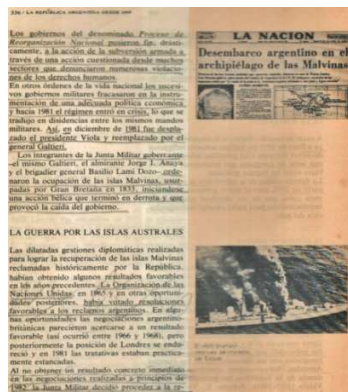 236 / LA REPÚBLICA ARGENTINA DESDE 1880
Los gobiernos del denominado Proceso de
Reorganización Nacional pusieron fin, drásti-
camente, a la acción de la subversión armada a
través de una acción cuestionada desde muchos
sectores que denunciaron numerosas violacio-
nes de los derechos humanos.
En otros órdenes de la vida nacional los sucesi-
vos gobiernos militares fracasaron en la instru-
mentación de una adecuada política económica
y hacia 1981 el régimen entró en crisis, lo que se
tradujo en disidencias entre los mismos mandos
militares. Así, en diciembre de 1981 fue despla-
zado el presidente Viola y reemplazado por el
general Galtieri.
Los integrantes de la Junta Militar gobernante
—el mismo Galtieri, el almirante Jorge I. Anaya
y el brigadier general Basilio Lami Dozo— orde-
naron la ocupación de las islas Malvinas, usur-
padas por Gran Bretaña en 1833, iniciándose
una acción bélica que terminó en derrota y que
provocó la caída del gobierno.
LA GUERRA POR LAS ISLAS AUSTRALES
Las dilatadas gestiones diplomáticas realizadas
para lograr la recuperación de las islas Malvinas
reclamadas históricamente por la República,
habían obtenido algunos resultados favorables
en los años precedentes. La Organización de las
Naciones Unidas, en 1965 y en otras oportuni-
dades posteriores, había votado resoluciones
favorables a los reclamos argentinos. En algu-
nas oportunidades las negociaciones argentino-
británicas parecieron acercarse a un resultado
favorable (así ocurrió entre 1966 y 1968), pero
posteriormente la posición de Londres se endu-
reció y en 1981 las tratativas estaban práctica-
mente estancadas.
Al no obtener un resultado concreto inmediato
en las negociaciones realizadas a principios de
1982, la Junta Militar decidió proceder a la re-
LA NACION
Desembarco argentino en el
archipiélago de las Malvinas